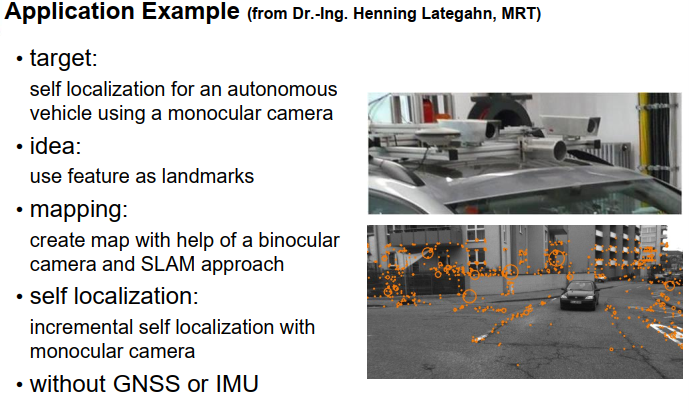 Application Example (from Dr.-Ing. Henning Lategahn, MRT)
• target:
self localization for an autonomous
vehicle using a monocular camera
• idea:
use feature as landmarks
• mapping:
create map with help of a binocular
camera and SLAM approach
• self localization:
incremental self localization with
monocular camera
• without GNSS or IMU